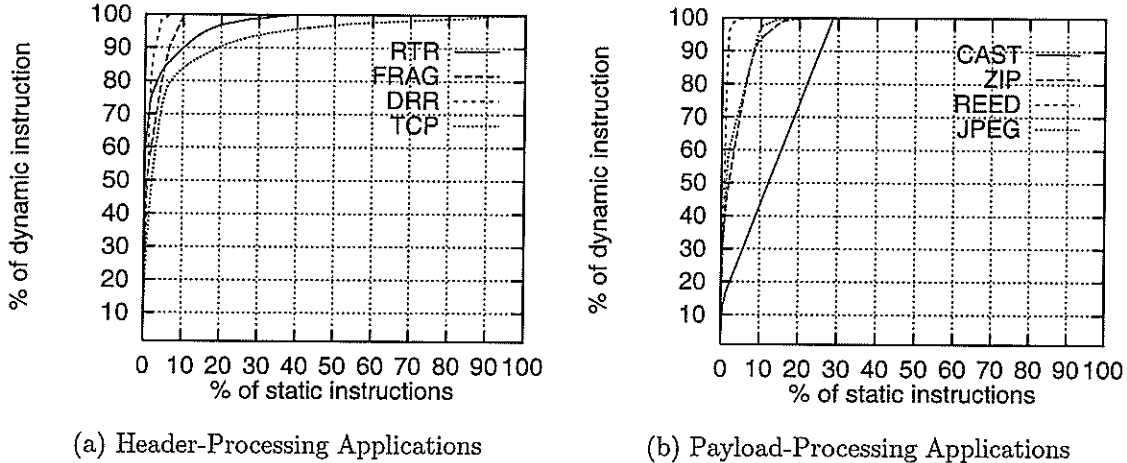 % of dynamic instruction
100
90
80
70
60
50
40
30
20
10
RTR
FRAG
DRR
TCP
0 10 20 30 40 50 60 70 80 90 100
% of static instructions
(a) Header-Processing Applications
% of dynamic instruction
100
90
80
70
60
50
40
30
20
10
CAST
ZIP
REED
JPEG
0 10 20 30 40 50 60 70 80 90 100
% of static instructions
(b) Payload-Processing Applications